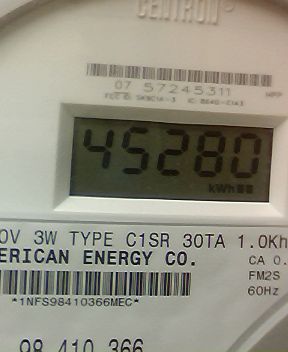 CENTRON®
07 57245311
45280
kWh
0V 3W TYPE C1SR 30TA 1.0Kh
ERICAN ENERGY CO.
CA 0.
FM2S
60Hz
*1NFS98410366MEC*
98 410 366